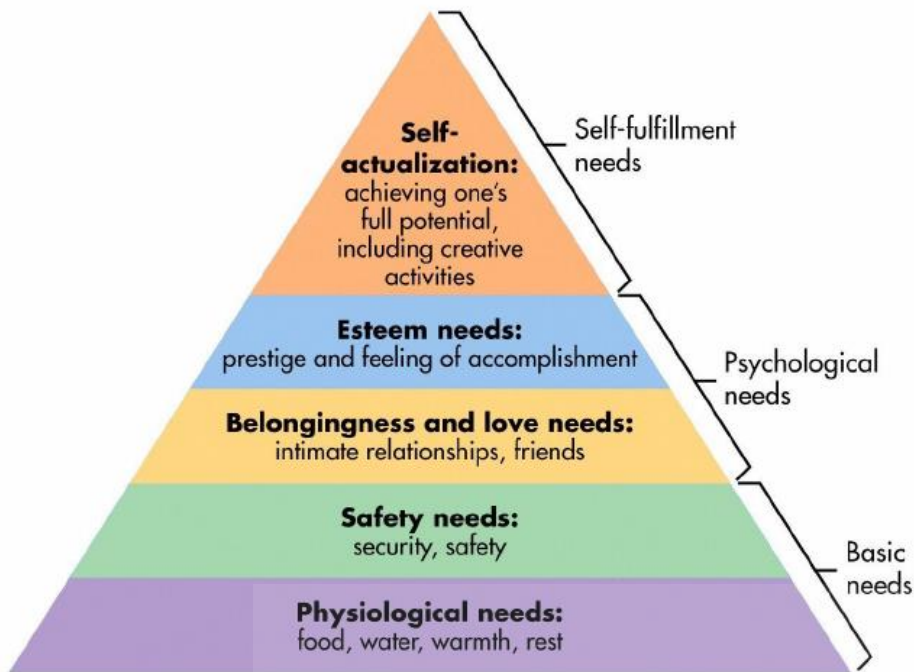 Self-
actualization:
achieving one's
full potential,
including creative
activities
Self-fulfillment
needs
Esteem needs:
prestige and feeling of accomplishment
Psychological
needs
Belongingness and love needs:
intimate relationships, friends
Safety needs:
security, safety
Basic
needs
Physiological needs:
food, water, warmth, rest